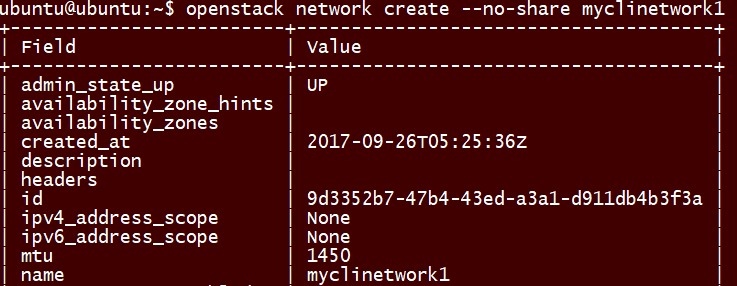 ubuntu@ubuntu:~$ openstack network create --no-share myclinetwork1
+-----------------------+--------------------------------------+
| Field | Value |
+-----------------------+--------------------------------------+
| admin_state_up | UP |
| availability_zone_hints | |
| availability_zones | |
| created_at | 2017-09-26T05:25:36Z |
| description | |
| headers | |
| id | 9d3352b7-47b4-43ed-a3a1-d911db4b3f3a |
| ipv4_address_scope | None |
| ipv6_address_scope | None |
| mtu | 1450 |
| name | myclinetwork1 |